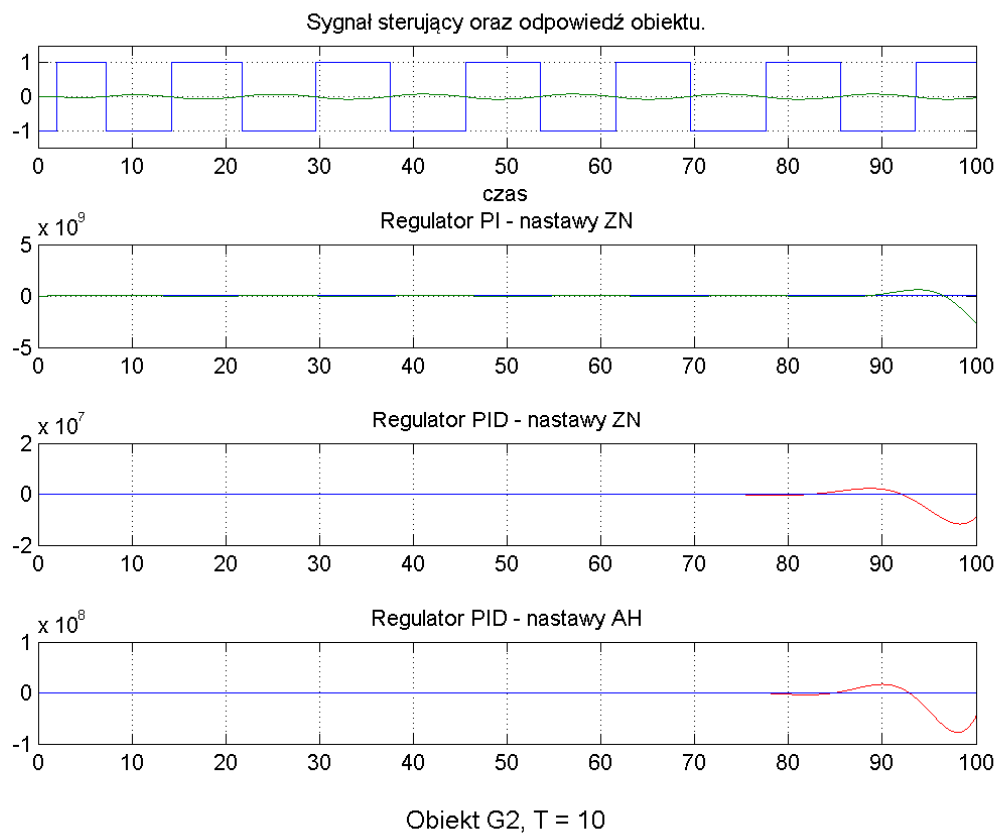 Sygnał sterujący oraz odpowiedź obiektu.
1
0
-1
0 10 20 30 40 50 60 70 80 90 100
czas
Regulator PI - nastawy ZN
x 10^9
5
0
-5
0 10 20 30 40 50 60 70 80 90 100
Regulator PID - nastawy ZN
x 10^7
2
0
-2
0 10 20 30 40 50 60 70 80 90 100
Regulator PID - nastawy AH
x 10^8
1
0
-1
0 10 20 30 40 50 60 70 80 90 100
Obiekt G2, T = 10